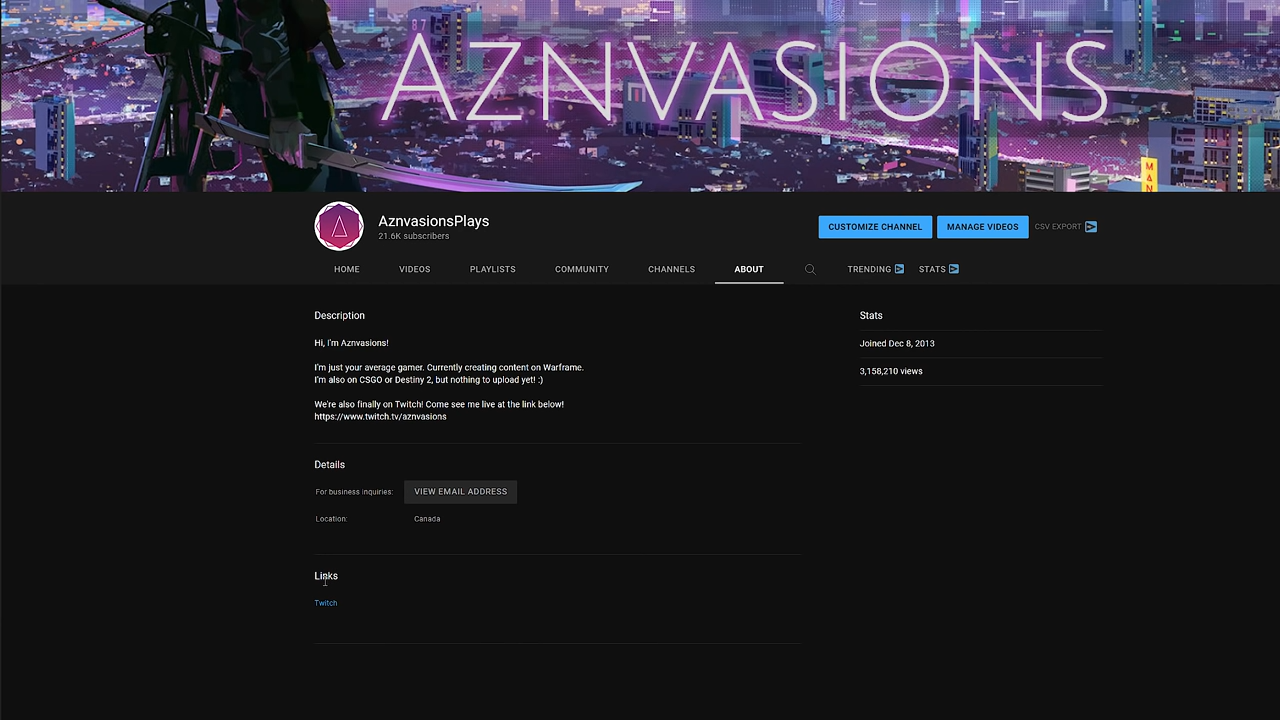 87
AZNVASIONS
MAN
AznvasionsPlays
21.6K subscribers
CUSTOMIZE CHANNEL
MANAGE VIDEOS
CSV EXPORT
HOME
VIDEOS
PLAYLISTS
COMMUNITY
CHANNELS
ABOUT
TRENDING
STATS
Description
Hi, I'm Aznvasions!
I'm just your average gamer. Currently creating content on Warframe.
I'm also on CSGO or Destiny 2, but nothing to upload yet! :)
We're also finally on Twitch! Come see me live at the link below!
https://www.twitch.tv/aznvasions
Details
For business inquiries:
VIEW EMAIL ADDRESS
Location:
Canada
Links
Twitch
Stats
Joined Dec 8, 2013
3,158,210 views